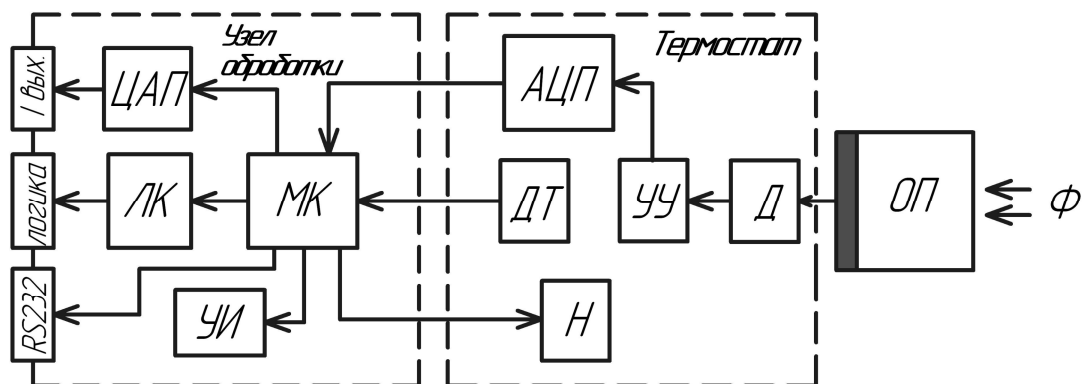 Узел
обработки
Термостат
I вых.
ЦАП
АЦП
логика
ЛК
МК
ДТ
УУ
Д
ОП
Ф
RS232
УИ
Н